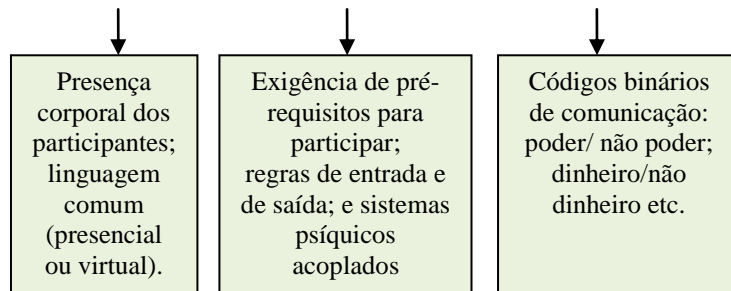 Presença
corporal dos
participantes;
linguagem
comum
(presencial
ou virtual).
Exigência de pré-
requisitos para
participar;
regras de entrada e
de saída; e sistemas
psíquicos
acoplados
Códigos binários
de comunicação:
poder/ não poder;
dinheiro/não
dinheiro etc.